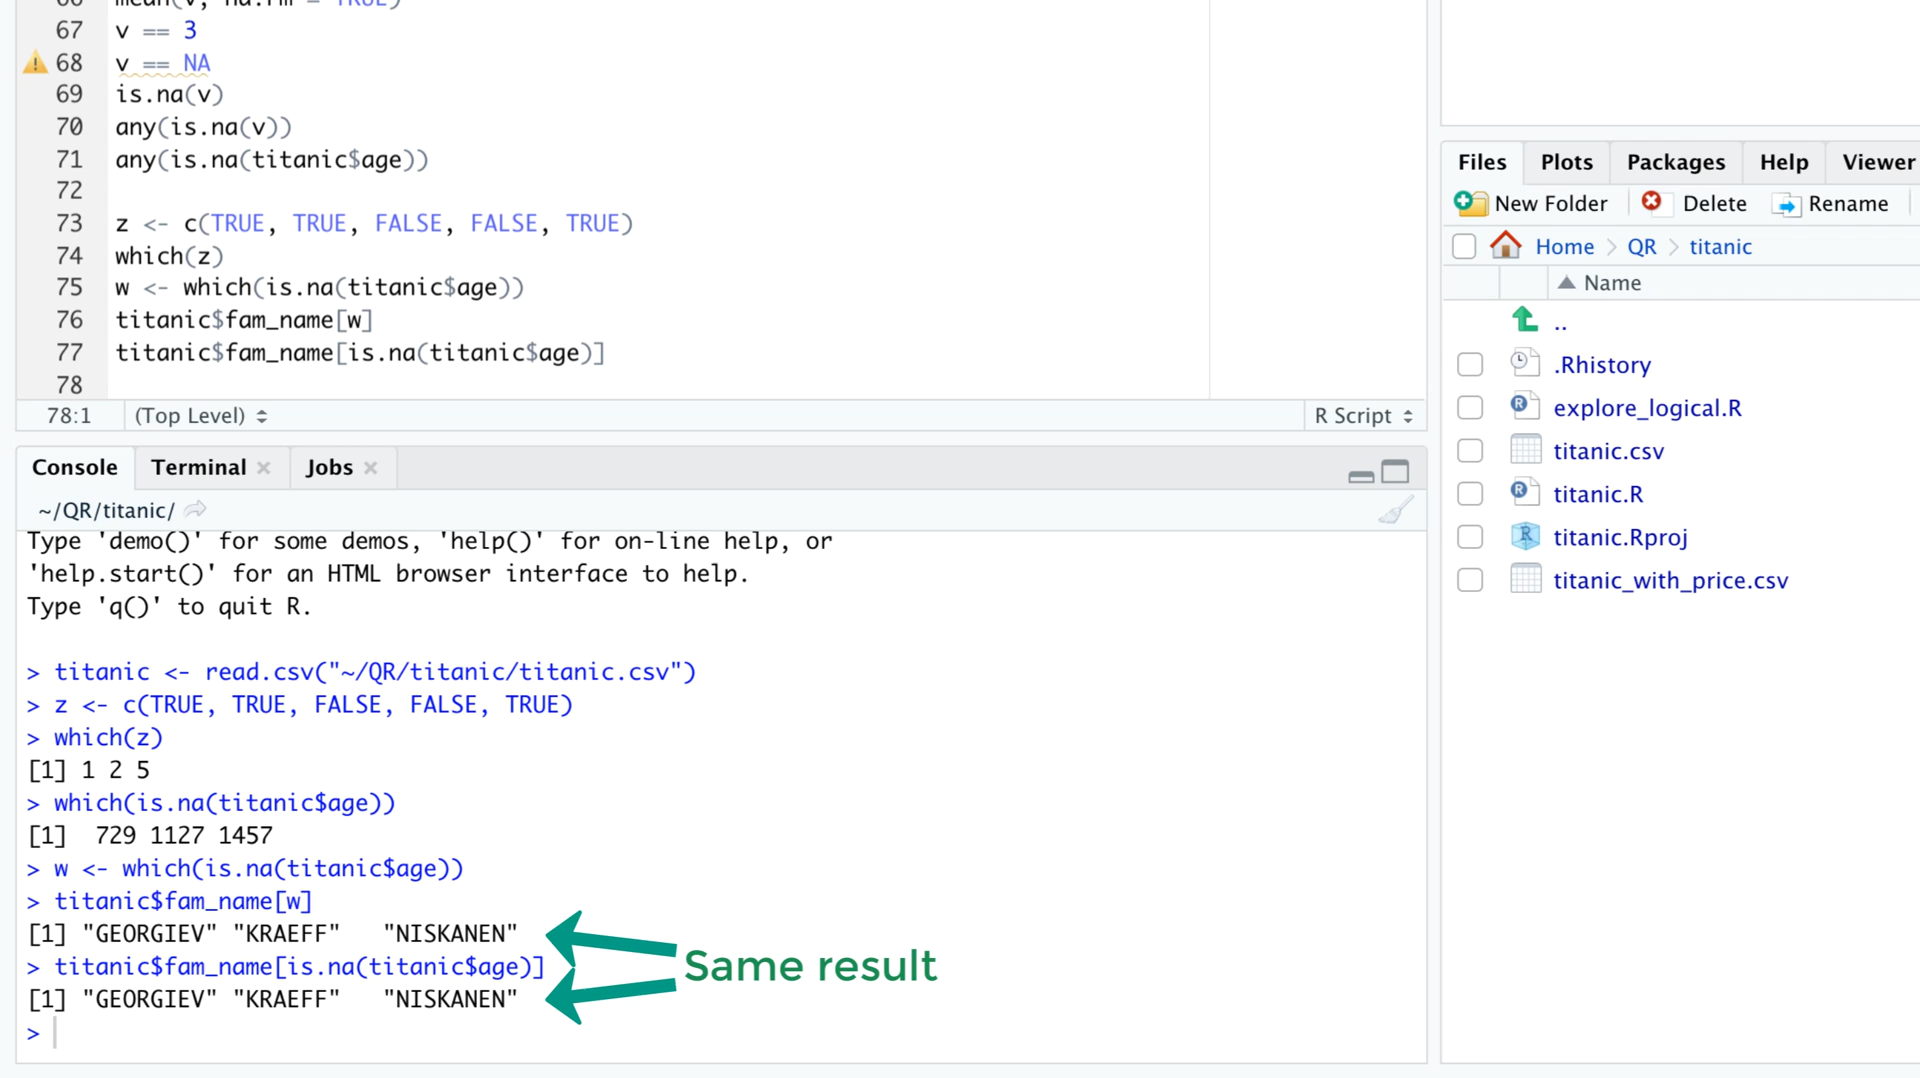 66 mean(v, na.rm = TRUE)
67 v == 3
68 v == NA
69 is.na(v)
70 any(is.na(v))
71 any(is.na(titanic$age))
72
73 z <- c(TRUE, TRUE, FALSE, FALSE, TRUE)
74 which(z)
75 w <- which(is.na(titanic$age))
76 titanic$fam_name[w]
77 titanic$fam_name[is.na(titanic$age)]
78
78:1 (Top Level) R Script
Console Terminal Jobs
~/QR/titanic/
Type 'demo()' for some demos, 'help()' for on-line help, or
'help.start()' for an HTML browser interface to help.
Type 'q()' to quit R.
> titanic <- read.csv("~/QR/titanic/titanic.csv")
> z <- c(TRUE, TRUE, FALSE, FALSE, TRUE)
> which(z)
[1] 1 2 5
> which(is.na(titanic$age))
[1]  729 1127 1457
> w <- which(is.na(titanic$age))
> titanic$fam_name[w]
[1] "GEORGIEV" "KRAEFF"   "NISKANEN"
> titanic$fam_name[is.na(titanic$age)]
[1] "GEORGIEV" "KRAEFF"   "NISKANEN"
>
Same result
Files Plots Packages Help Viewer
New Folder Delete Rename
Home QR titanic
Name
..
.Rhistory
explore_logical.R
titanic.csv
titanic.R
titanic.Rproj
titanic_with_price.csv